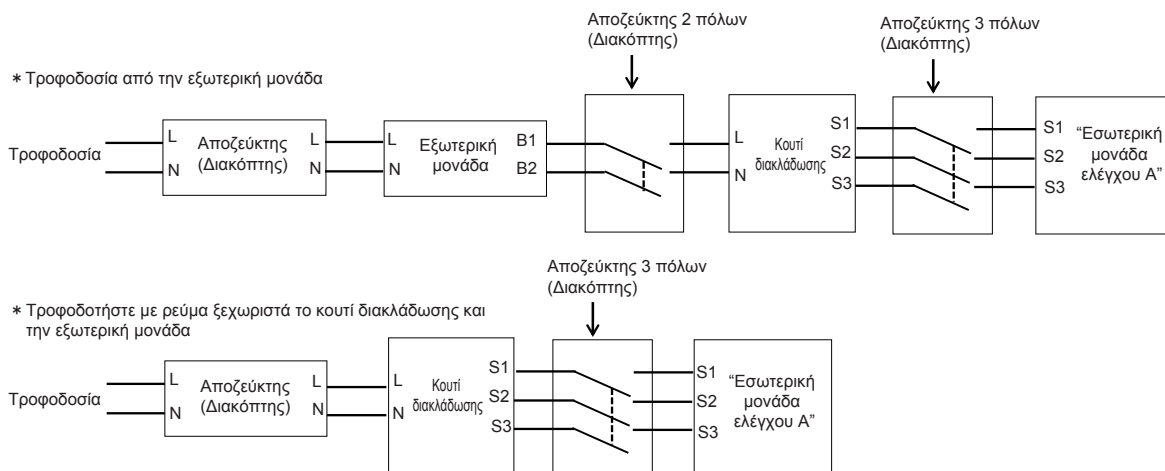 Αποζεύκτης 2 πόλων
(Διακόπτης)
Αποζεύκτης 3 πόλων
(Διακόπτης)
* Τροφοδοσία από την εξωτερική μονάδα
Τροφοδοσία
L
N
Αποζεύκτης
(Διακόπτης)
L
N
L
N
Εξωτερική
μονάδα
B1
B2
L
N
Κουτί
διακλάδωσης
S1
S2
S3
S1
S2
S3
“Εσωτερική
μονάδα
ελέγχου A”
Αποζεύκτης 3 πόλων
(Διακόπτης)
* Τροφοδοτήστε με ρεύμα ξεχωριστά το κουτί διακλάδωσης και
την εξωτερική μονάδα
Τροφοδοσία
L
N
Αποζεύκτης
(Διακόπτης)
L
N
L
N
Κουτί
διακλάδωσης
S1
S2
S3
S1
S2
S3
“Εσωτερική
μονάδα
ελέγχου A”